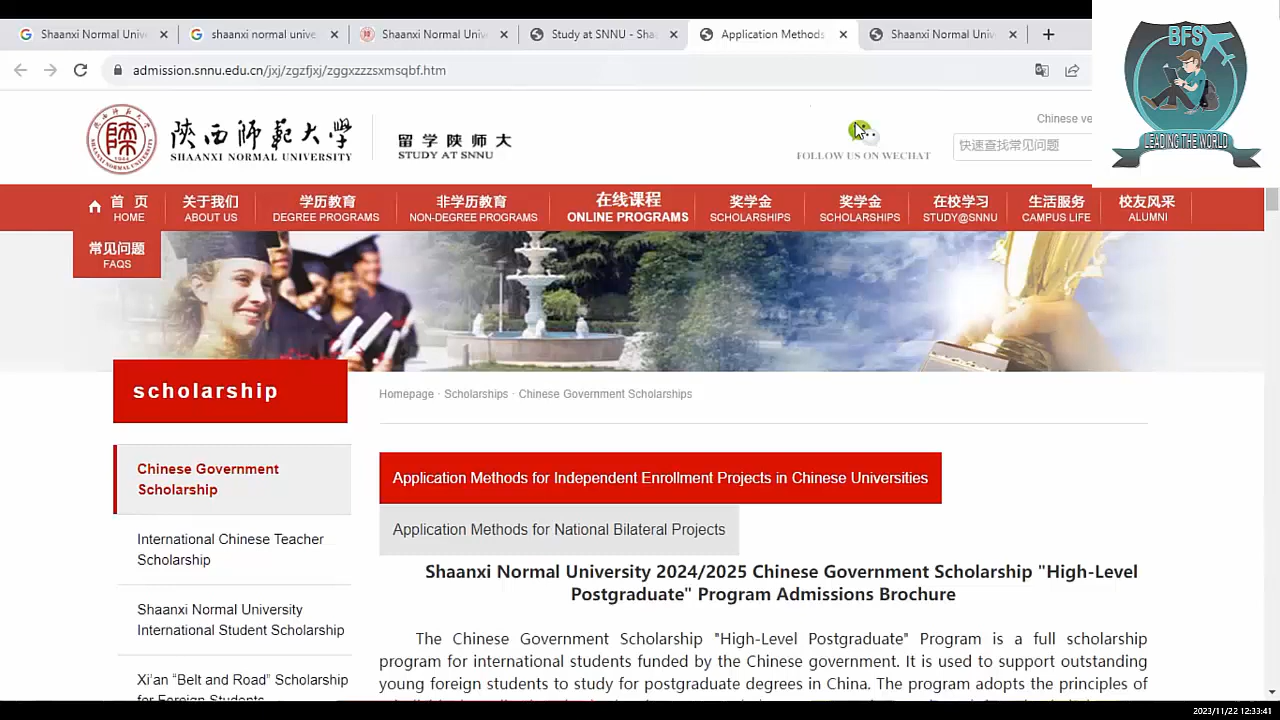 Shaanxi Normal Unive
shaanxi normal unive
Shaanxi Normal Uni
Study at SNNU - Sha
Application Methods
Shaanxi Normal Univ
admission.snnu.edu.cn/jxj/zgzfjxj/zggxzzzsxmsqbf.htm
BFS
LEADING THE WORLD
陕西师范大学
SHAANXI NORMAL UNIVERSITY
留学陕师大
STUDY AT SNNU
FOLLOW US ON WECHAT
Chinese ve
快速查找常见问题
首 页
HOME
关于我们
ABOUT US
学历教育
DEGREE PROGRAMS
非学历教育
NON-DEGREE PROGRAMS
在线课程
ONLINE PROGRAMS
奖学金
SCHOLARSHIPS
奖学金
SCHOLARSHIPS
在校学习
STUDY@SNNU
生活服务
CAMPUS LIFE
校友风采
ALUMNI
常见问题
FAQS
scholarship
Chinese Government
Scholarship
International Chinese Teacher
Scholarship
Shaanxi Normal University
International Student Scholarship
Xi'an “Belt and Road” Scholarship
for Foreign Students
Homepage · Scholarships · Chinese Government Scholarships
Application Methods for Independent Enrollment Projects in Chinese Universities
Application Methods for National Bilateral Projects
Shaanxi Normal University 2024/2025 Chinese Government Scholarship "High-Level
Postgraduate" Program Admissions Brochure
The Chinese Government Scholarship "High-Level Postgraduate" Program is a full scholarship
program for international students funded by the Chinese government. It is used to support outstanding
young foreign students to study for postgraduate degrees in China. The program adopts the principles of
2023/11/22 12:33:41